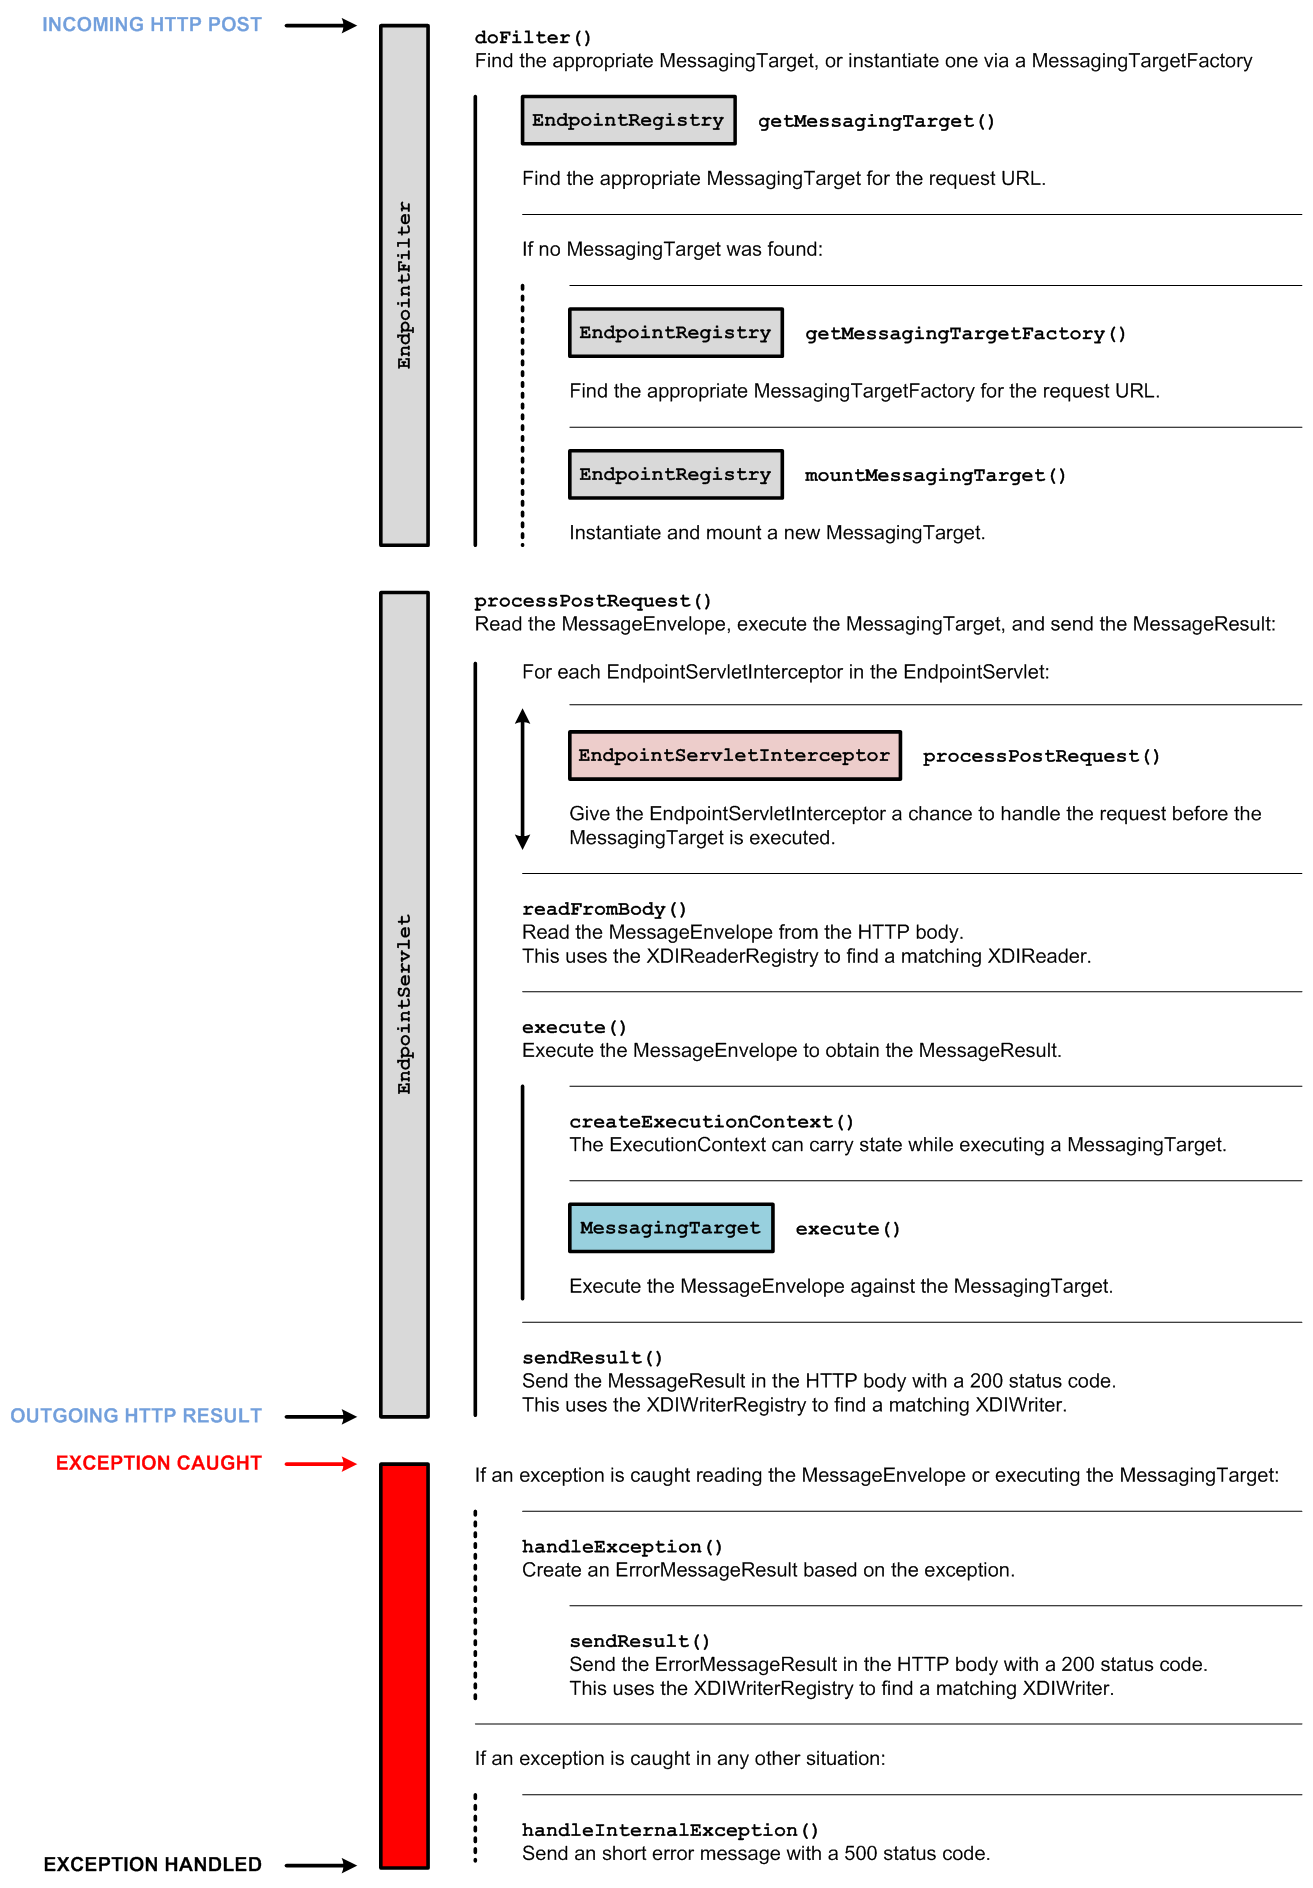 INCOMING HTTP POST
doFilter()
Find the appropriate MessagingTarget, or instantiate one via a MessagingTargetFactory
EndpointRegistry getMessagingTarget()
Find the appropriate MessagingTarget for the request URL.
If no MessagingTarget was found:
EndpointFilter
EndpointRegistry getMessagingTargetFactory()
Find the appropriate MessagingTargetFactory for the request URL.
EndpointRegistry mountMessagingTarget()
Instantiate and mount a new MessagingTarget.
processPostRequest()
Read the MessageEnvelope, execute the MessagingTarget, and send the MessageResult:
For each EndpointServletInterceptor in the EndpointServlet:
EndpointServletInterceptor processPostRequest()
Give the EndpointServletInterceptor a chance to handle the request before the
MessagingTarget is executed.
readFromBody()
Read the MessageEnvelope from the HTTP body.
This uses the XDIReaderRegistry to find a matching XDIReader.
EndpointServlet
execute()
Execute the MessageEnvelope to obtain the MessageResult.
createExecutionContext()
The ExecutionContext can carry state while executing a MessagingTarget.
MessagingTarget execute()
Execute the MessageEnvelope against the MessagingTarget.
sendResult()
Send the MessageResult in the HTTP body with a 200 status code.
This uses the XDIWriterRegistry to find a matching XDIWriter.
OUTGOING HTTP RESULT
EXCEPTION CAUGHT
If an exception is caught reading the MessageEnvelope or executing the MessagingTarget:
handleException()
Create an ErrorMessageResult based on the exception.
sendResult()
Send the ErrorMessageResult in the HTTP body with a 200 status code.
This uses the XDIWriterRegistry to find a matching XDIWriter.
If an exception is caught in any other situation:
handleInternalException()
Send an short error message with a 500 status code.
EXCEPTION HANDLED